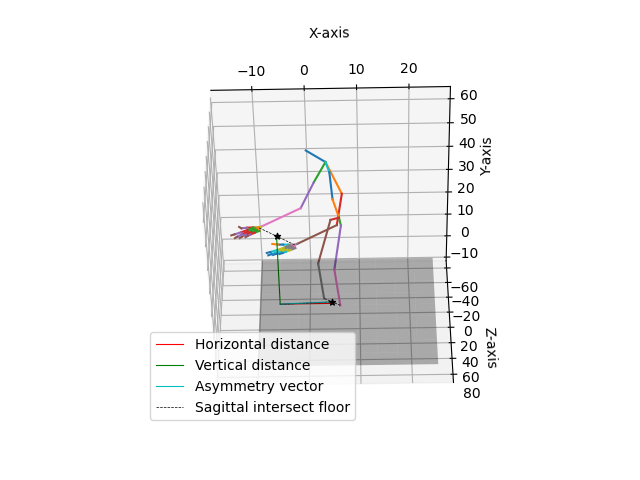 X-axis
−10 0 10 20
60
50
40
30
20
10
0
−10
Y-axis
−60
−40
−20
0
20
40
60
80
Z-axis
Horizontal distance
Vertical distance
Asymmetry vector
Sagittal intersect floor